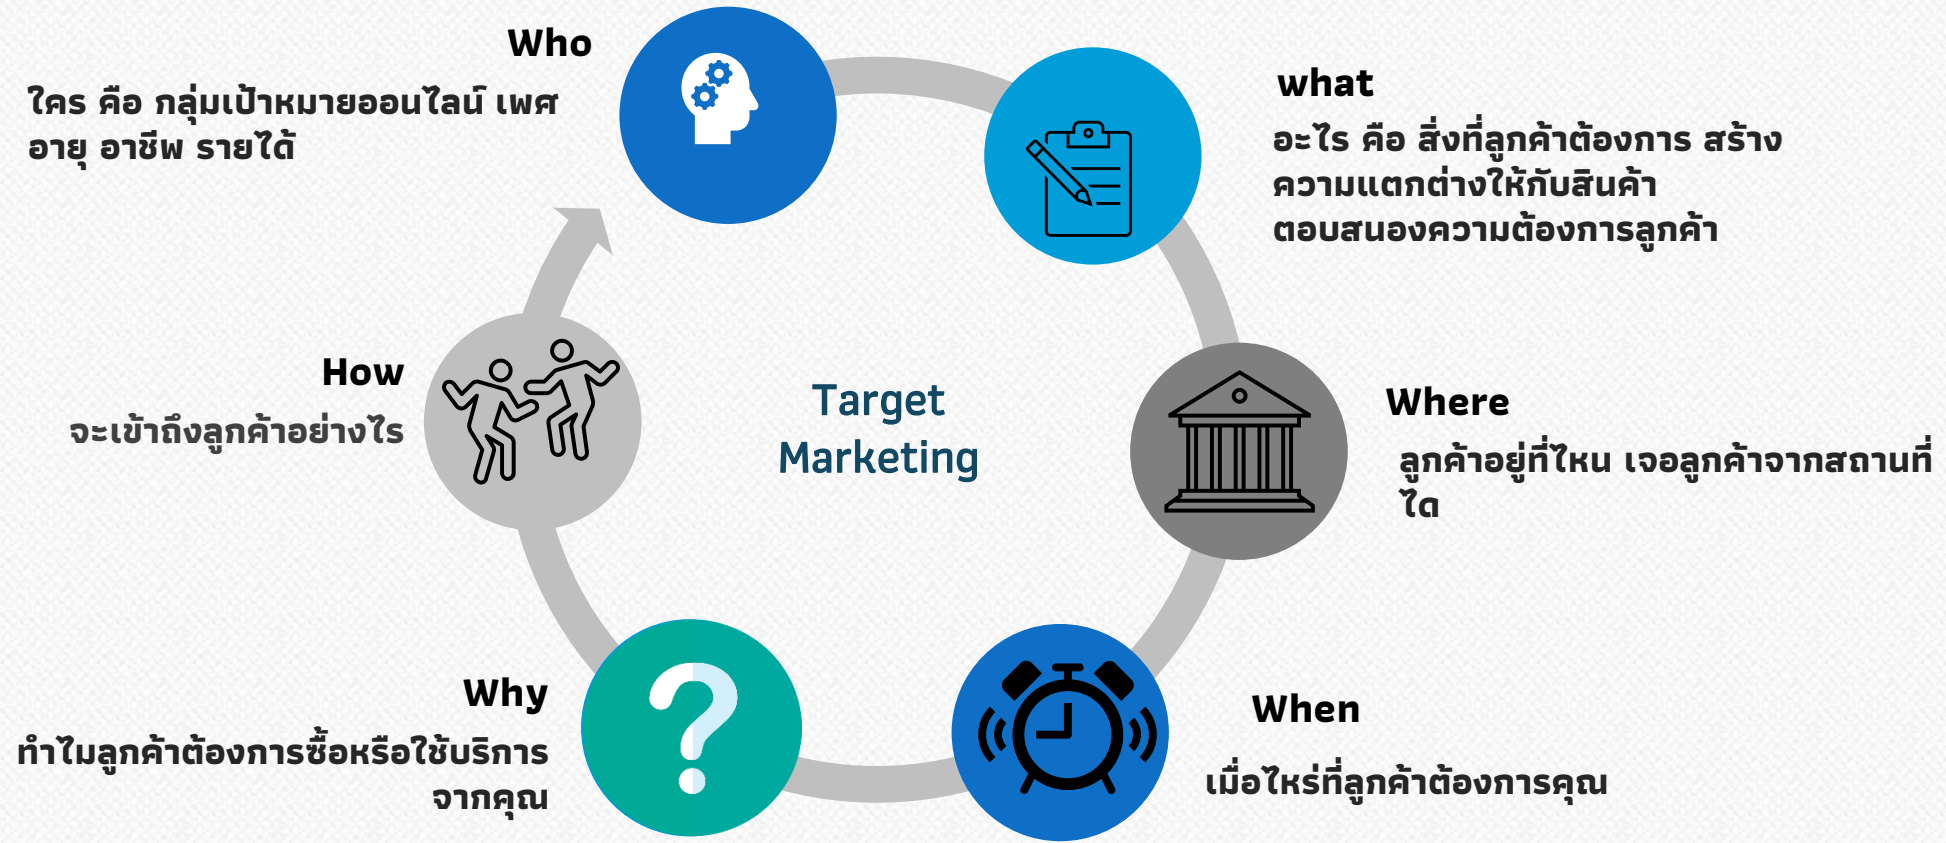 Who
ใคร คือ กลุ่มเป้าหมายออนไลน์ เพศ
อายุ อาชีพ รายได้
what
อะไร คือ สิ่งที่ลูกค้าต้องการ สร้าง
ความแตกต่างให้กับสินค้า
ตอบสนองความต้องการลูกค้า
Where
ลูกค้าอยู่ที่ไหน เจอลูกค้าจากสถานที่
ได
When
เมื่อไหร่ที่ลูกค้าต้องการคุณ
Why
ทำไมลูกค้าต้องการซื้อหรือใช้บริการ
จากคุณ
How
จะเข้าถึงลูกค้าอย่างไร
Target
Marketing